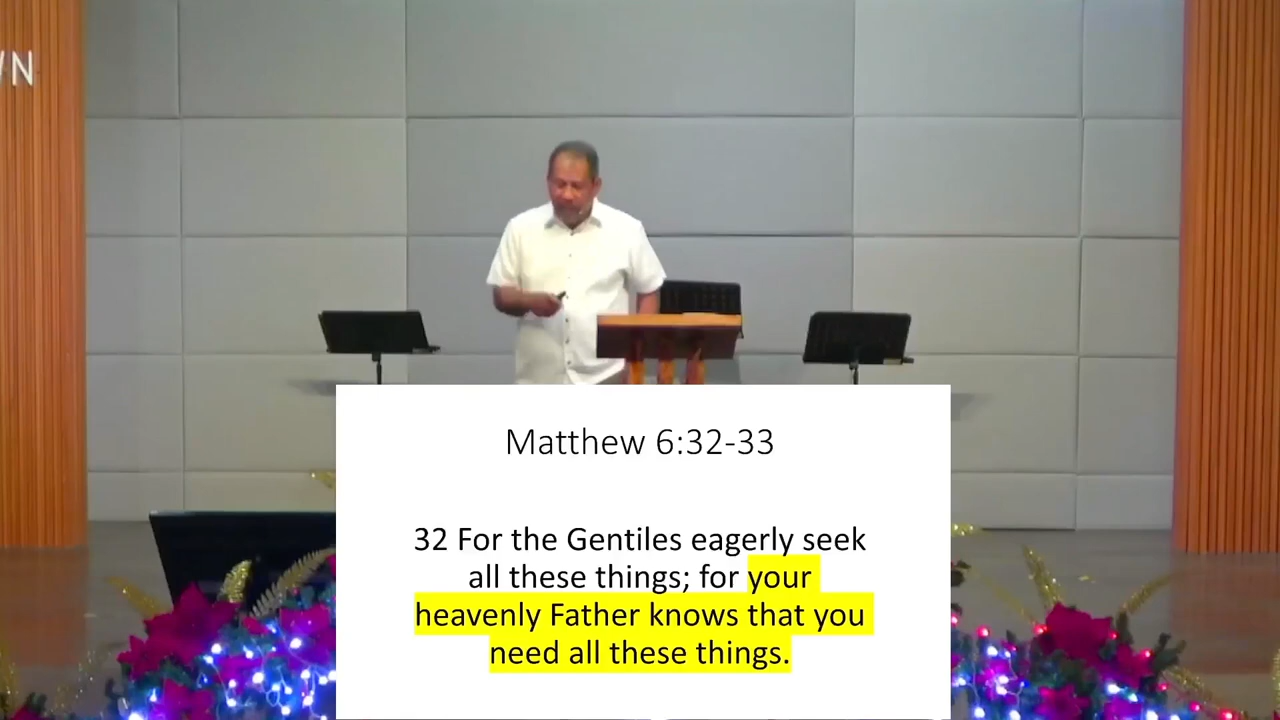 WN
Matthew 6:32-33
32 For the Gentiles eagerly seek
all these things; for your
heavenly Father knows that you
need all these things.